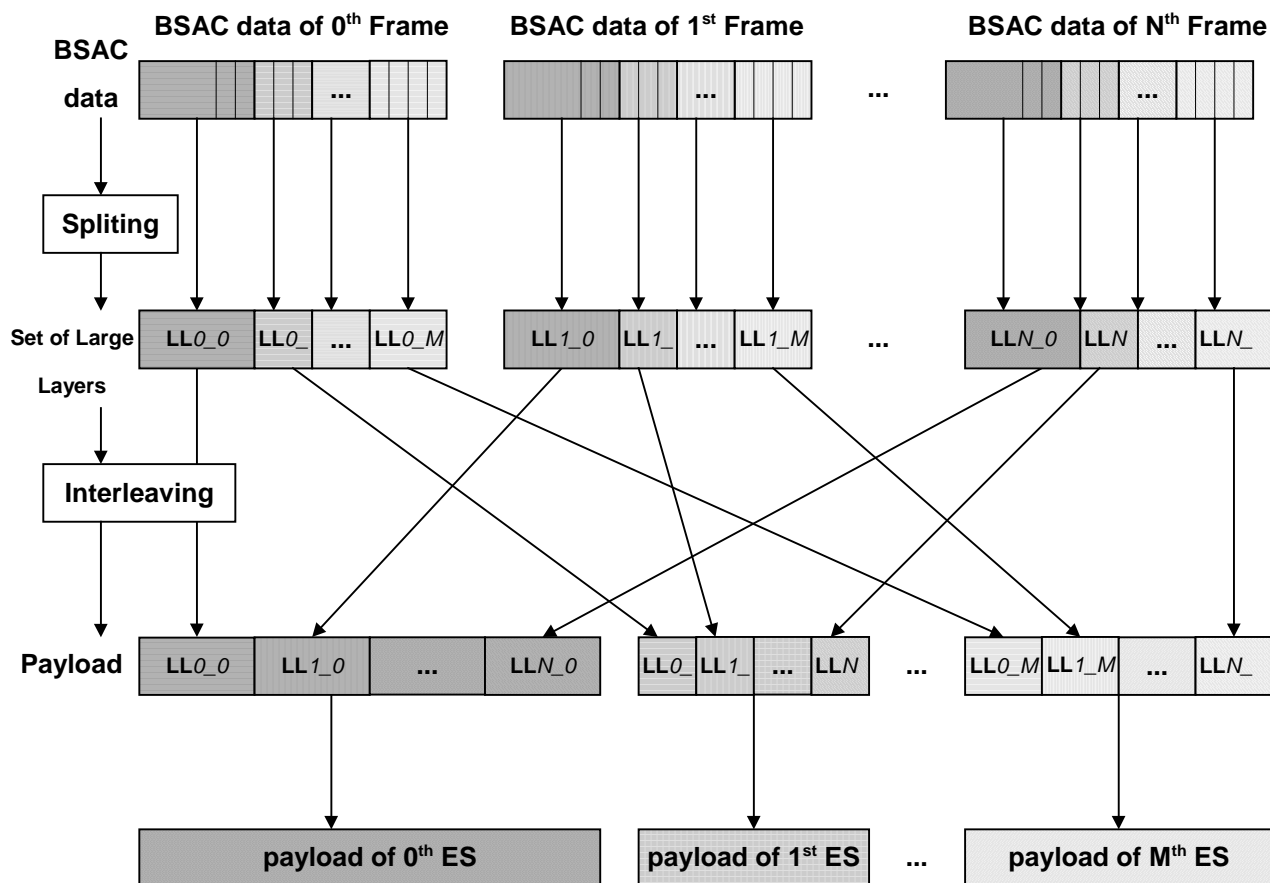 BSAC data of 0th Frame
BSAC data of 1st Frame
BSAC data of Nth Frame
BSAC
data
...
...
...
...
Spliting
Set of Large
Layers
LL0_0 LL0_ ... LL0_M
LL1_0 LL1_ ... LL1_M
...
LLN_0 LLN ... LLN_
Interleaving
Payload
LL0_0 LL1_0 ... LLN_0
LL0_ LL1_ ... LLN
...
LL0_M LL1_M ... LLN_
payload of 0th ES
payload of 1st ES
...
payload of Mth ES